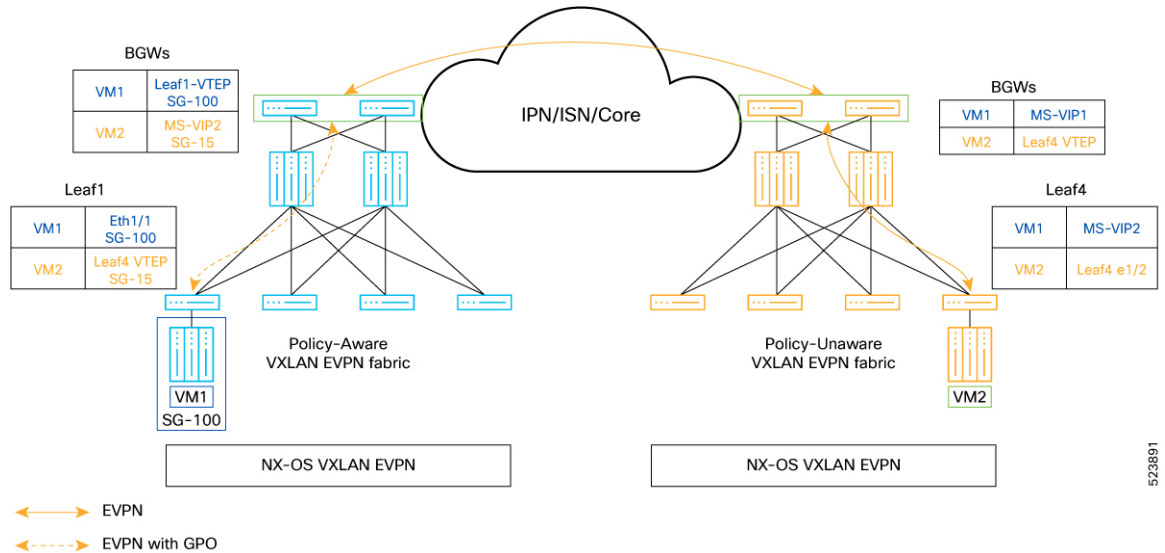 BGWs
VM1
Leaf1-VTEP
SG-100
VM2
MS-VIP2
SG-15
IPN/ISN/Core
BGWs
VM1
MS-VIP1
VM2
Leaf4 VTEP
Leaf1
VM1
Eth1/1
SG-100
VM2
Leaf4 VTEP
SG-15
Leaf4
VM1
MS-VIP2
VM2
Leaf4 e1/2
Policy-Aware
VXLAN EVPN fabric
Policy-Unaware
VXLAN EVPN fabric
VM1
SG-100
VM2
NX-OS VXLAN EVPN
NX-OS VXLAN EVPN
523891
EVPN
EVPN with GPO